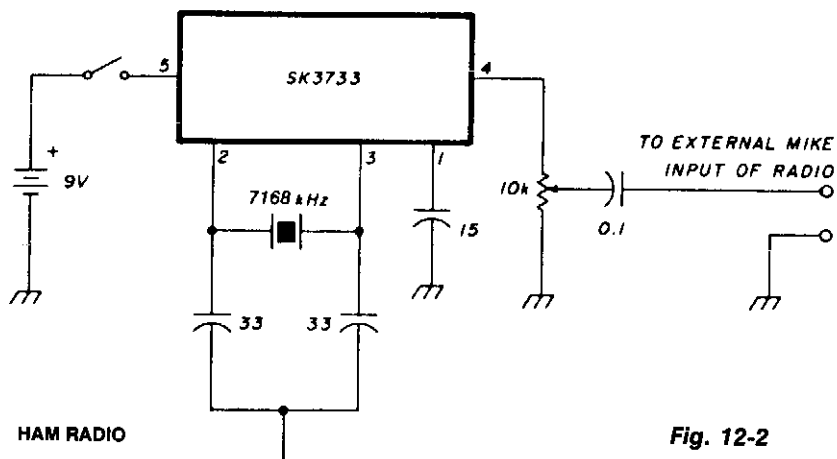 5
SK3733
4
2
3
1
+
9V
7168 kHz
15
10k
0.1
TO EXTERNAL MIKE
INPUT OF RADIO
33
33
HAM RADIO
Fig. 12-2